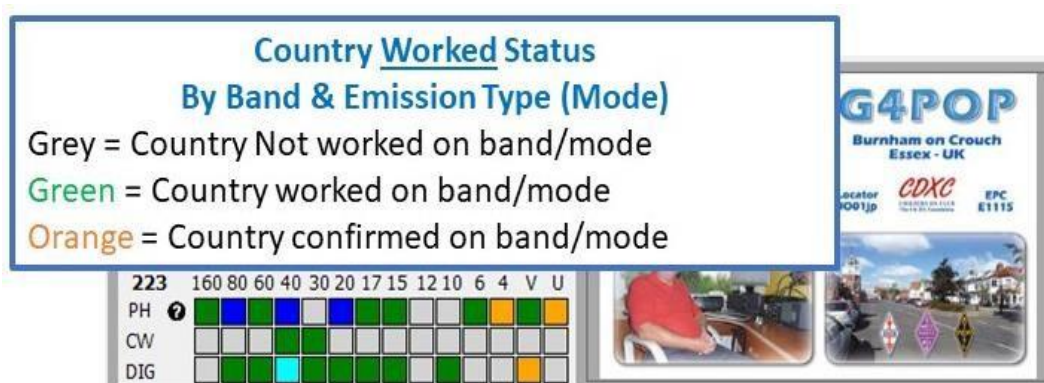 Country Worked Status
By Band & Emission Type (Mode)
Grey = Country Not worked on band/mode
Green = Country worked on band/mode
Orange = Country confirmed on band/mode
G4POP
Burnham on Crouch
Essex - UK
Locator
JO01jp
CDXC
EPC
E1115
223 160 80 60 40 30 20 17 15 12 10 6 4 V U
PH ?
CW
DIG